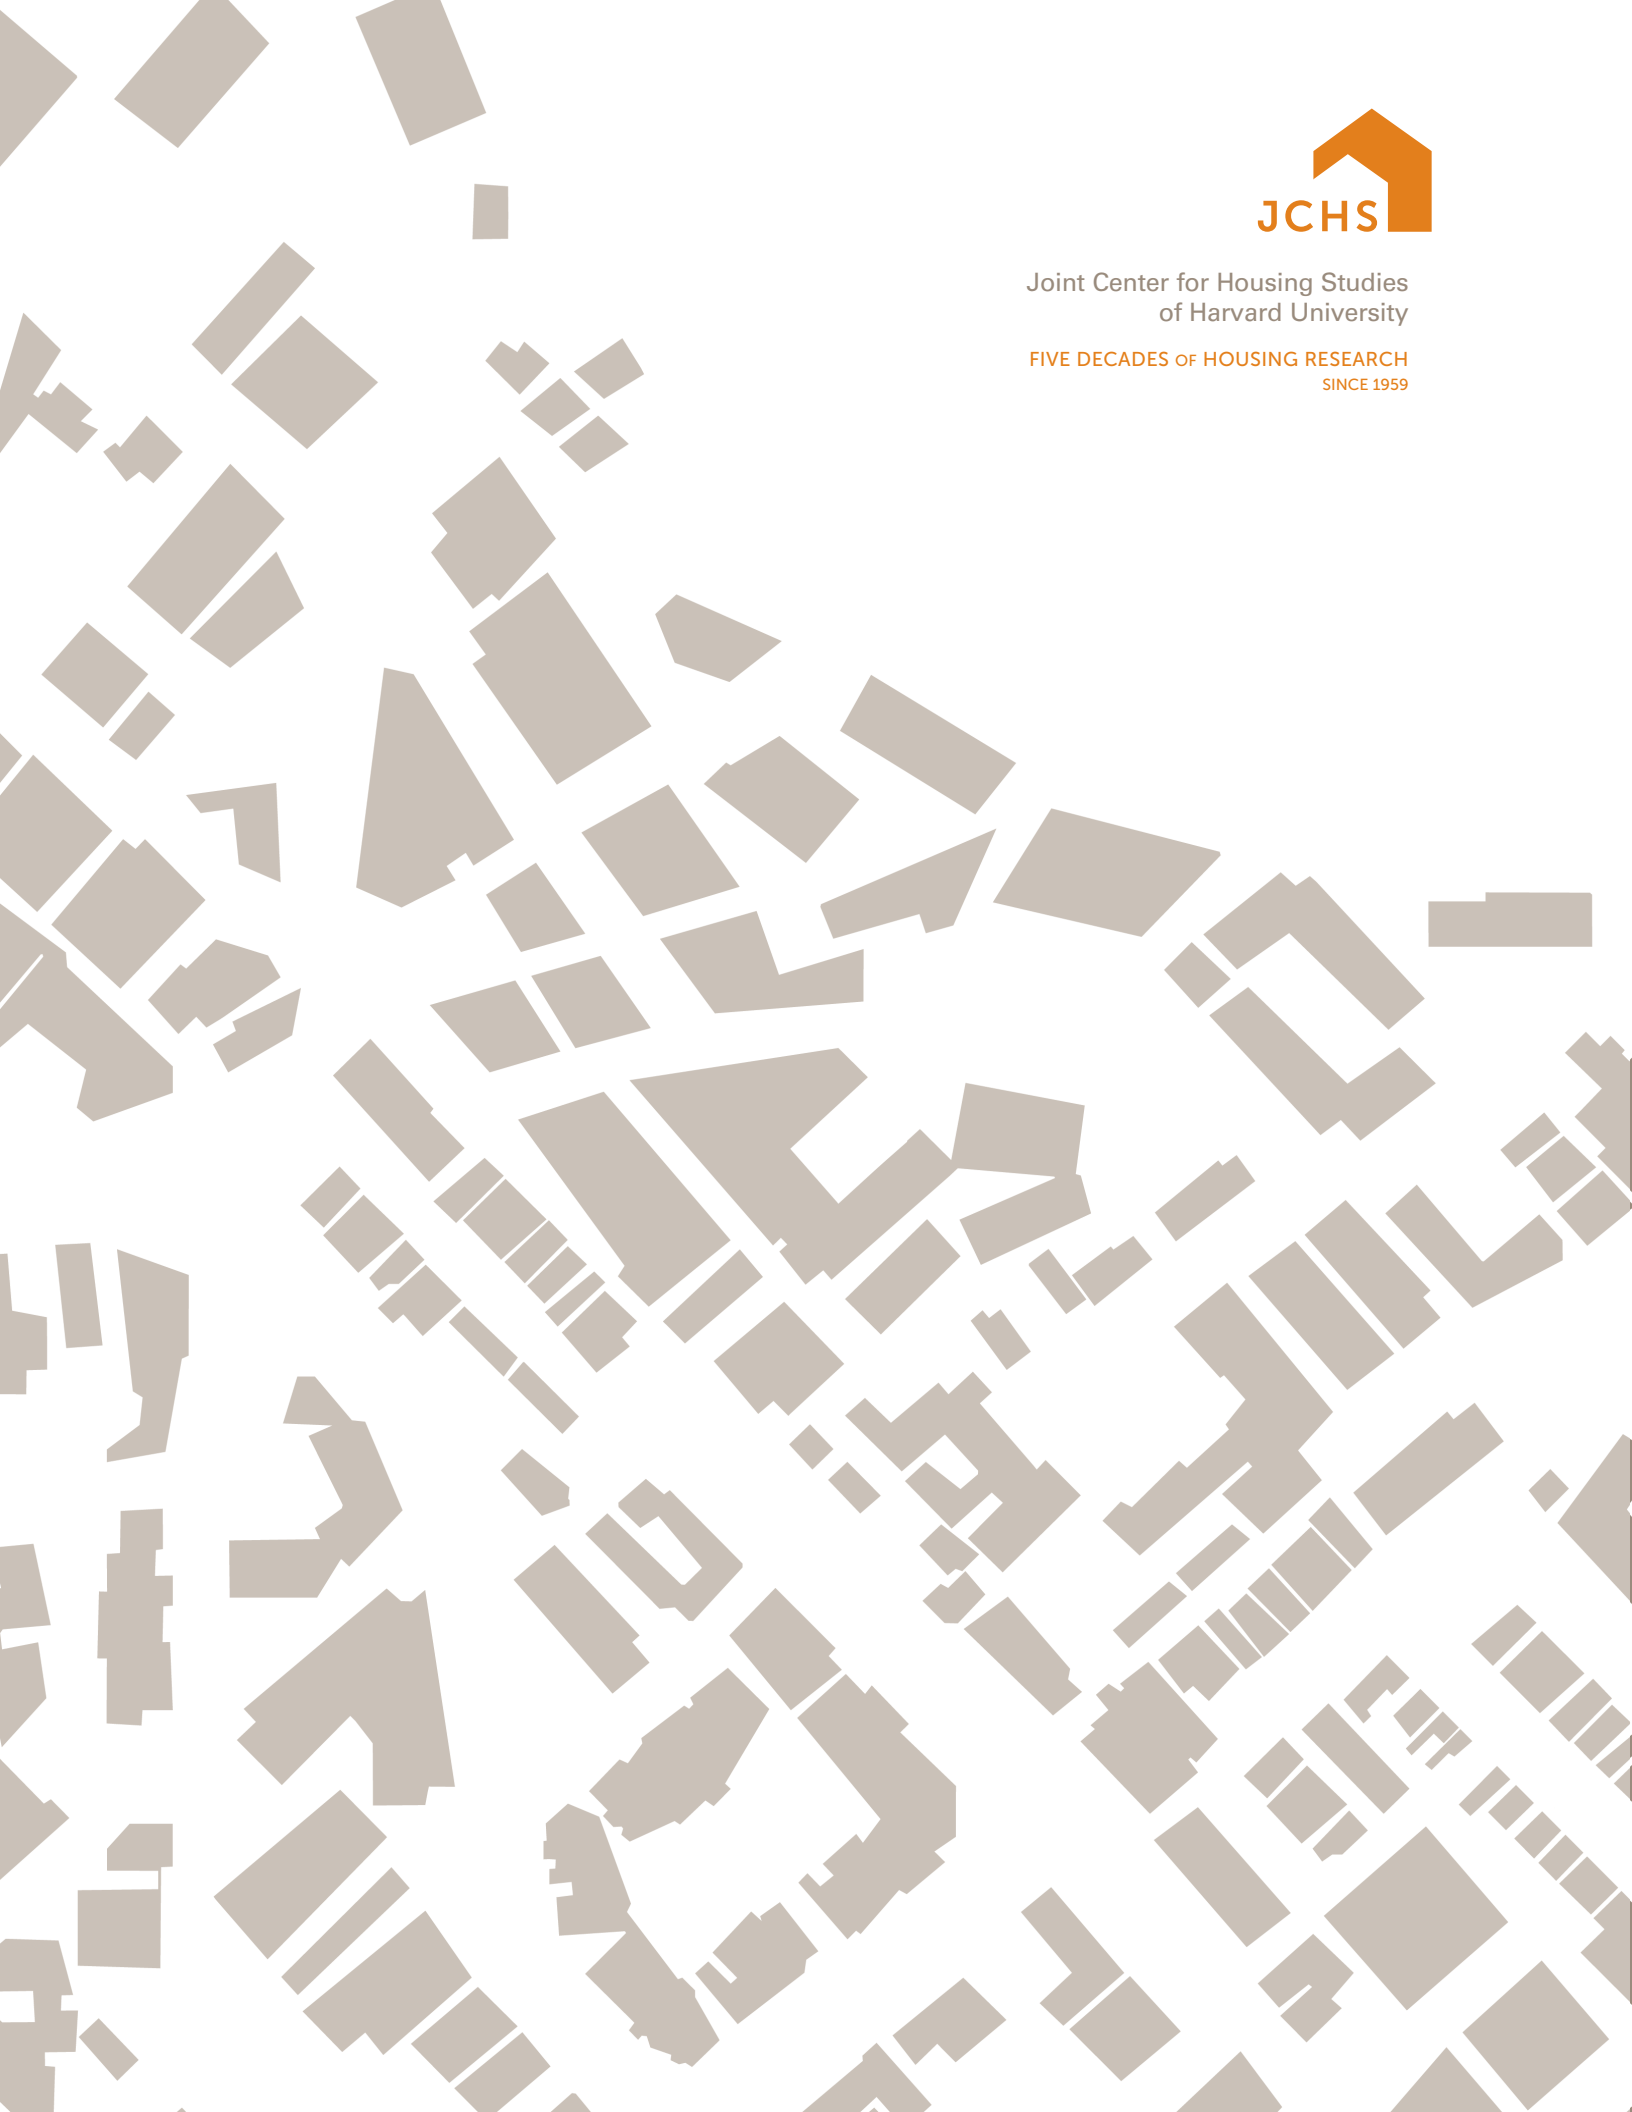 JCHS
Joint Center for Housing Studies
of Harvard University
FIVE DECADES OF HOUSING RESEARCH
SINCE 1959